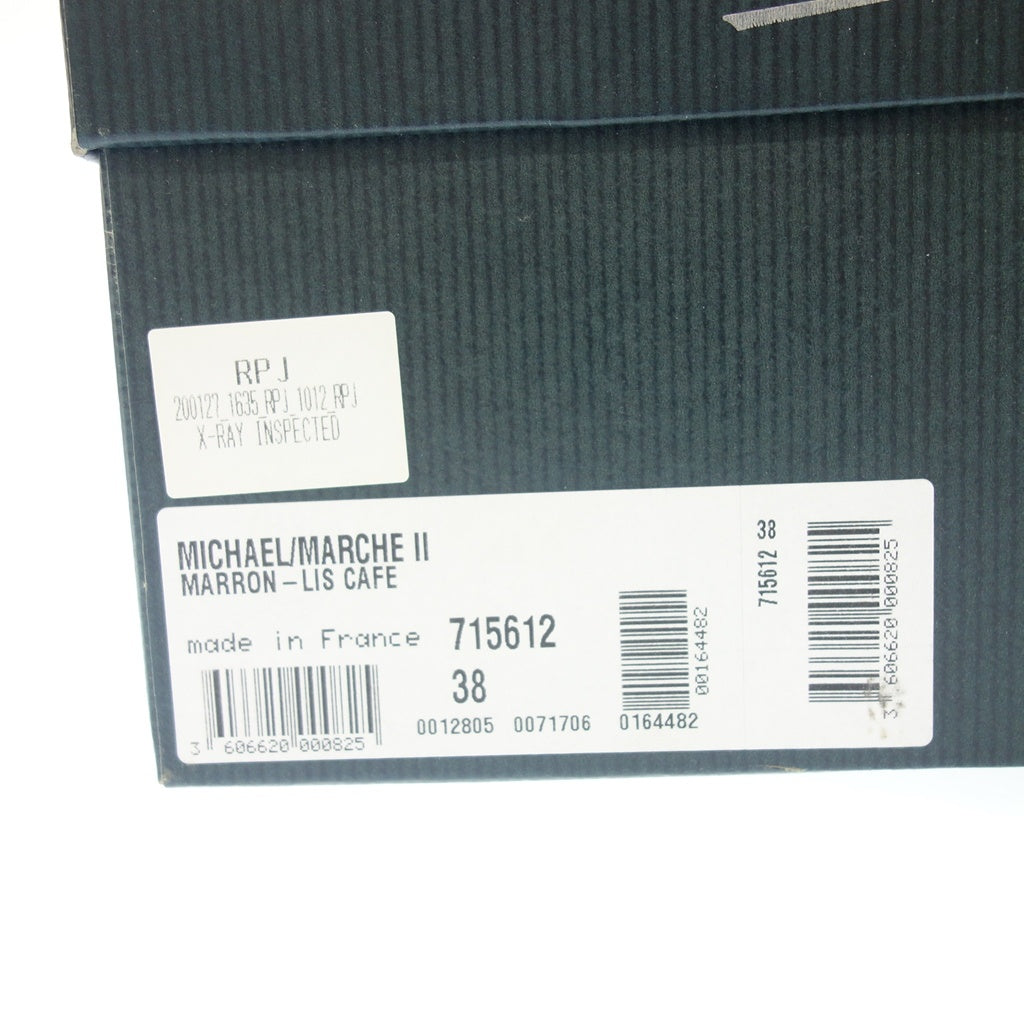 RPJ
200127_1635_RPJ_1012_RPJ
X-RAY INSPECTED
MICHAEL/MARCHE II
MARRON-LIS CAFE
made in France 715612
38
3 606620 000825
0012805 0071706 0164482
00164482
715612 38
3 606620 000825